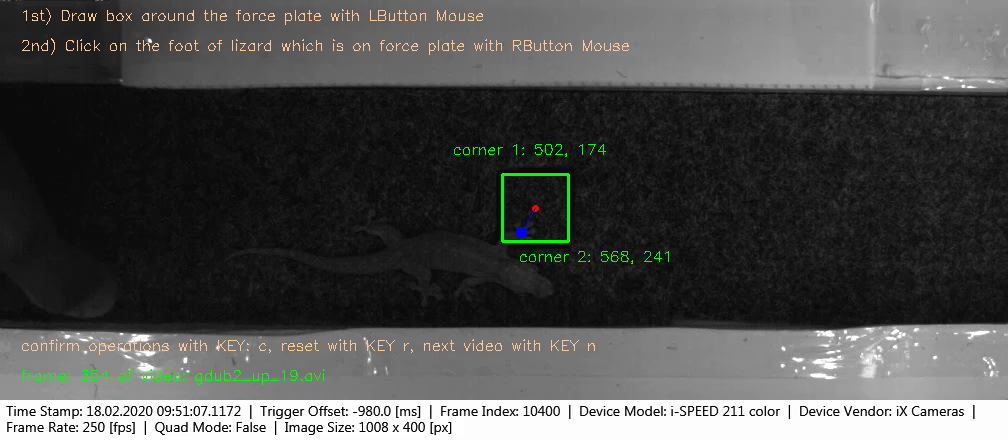 1st) Draw box around the force plate with LButton Mouse
2nd) Click on the foot of lizard which is on force plate with RButton Mouse
corner 1: 502, 174
corner 2: 568, 241
confirm operations with KEY: c, reset with KEY r, next video with KEY n
frame: 354 of video: gdub2_up_19.avi
Time Stamp: 18.02.2020 09:51:07.1172 | Trigger Offset: -980.0 [ms] | Frame Index: 10400 | Device Model: i-SPEED 211 color | Device Vendor: iX Cameras |
Frame Rate: 250 [fps] | Quad Mode: False | Image Size: 1008 x 400 [px]